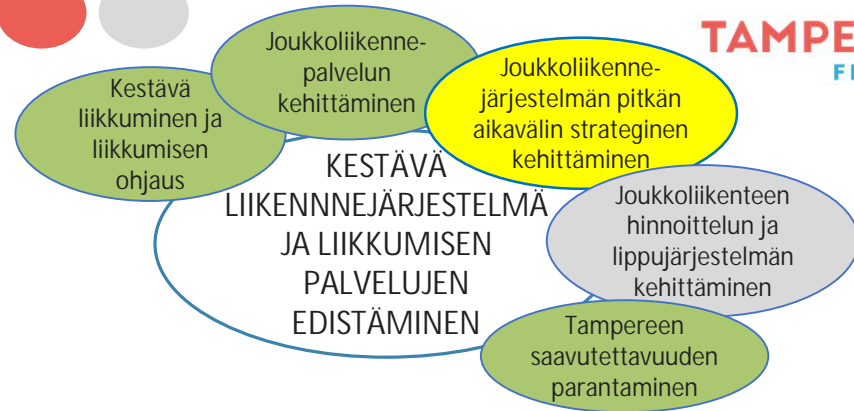 TAMPE
Joukkoliikenne-
palvelun
kehittäminen
Kestävä
liikkuminen ja
liikkumisen
ohjaus
Joukkoliikenne-
järjestelmän pitkän
aikavälin strateginen
kehittäminen
KESTÄVÄ
LIIKENNNEJÄRJESTELMÄ
JA LIIKKUMISEN
PALVELUJEN
EDISTÄMINEN
Joukkoliikenteen
hinnoittelun ja
lippujärjestelmän
kehittäminen
Tampereen
saavutettavuuden
parantaminen